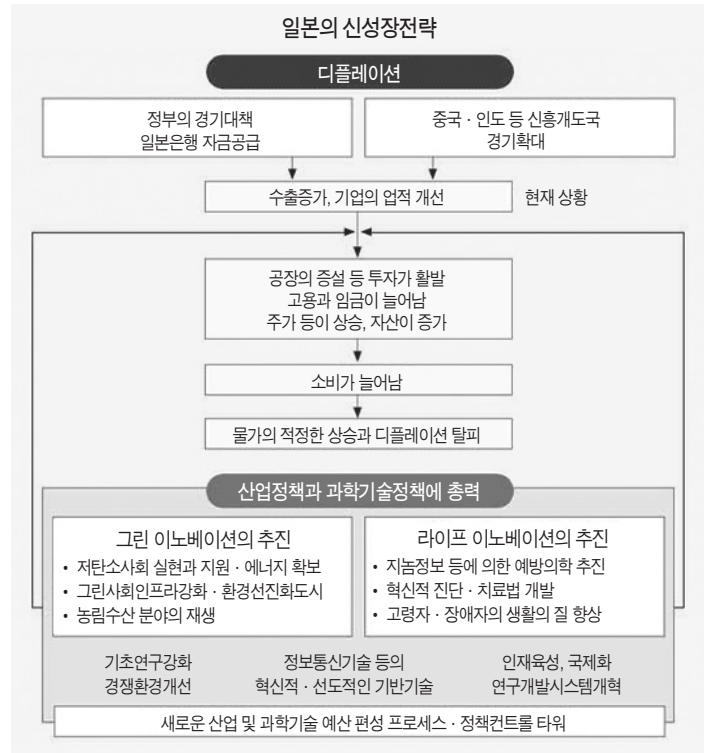 일본의 신성장전략
디플레이션
정부의 경기대책
일본은행 자금공급
중국 · 인도 등 신흥개도국
경기확대
수출증가, 기업의 업적 개선
현재 상황
공장의 증설 등 투자가 활발
고용과 임금이 늘어남
주가 등이 상승, 자산이 증가
소비가 늘어남
물가의 적정한 상승과 디플레이션 탈피
산업정책과 과학기술정책에 총력
그린 이노베이션의 추진
• 저탄소사회 실현과 지원 · 에너지 확보
• 그린사회인프라강화 · 환경선진화도시
• 농림수산 분야의 재생
라이프 이노베이션의 추진
• 지놈정보 등에 의한 예방의학 추진
• 혁신적 진단 · 치료법 개발
• 고령자 · 장애자의 생활의 질 향상
기초연구강화
경쟁환경개선
정보통신기술 등의
혁신적 · 선도적인 기반기술
인재육성, 국제화
연구개발시스템개혁
새로운 산업 및 과학기술 예산 편성 프로세스 · 정책컨트롤 타워